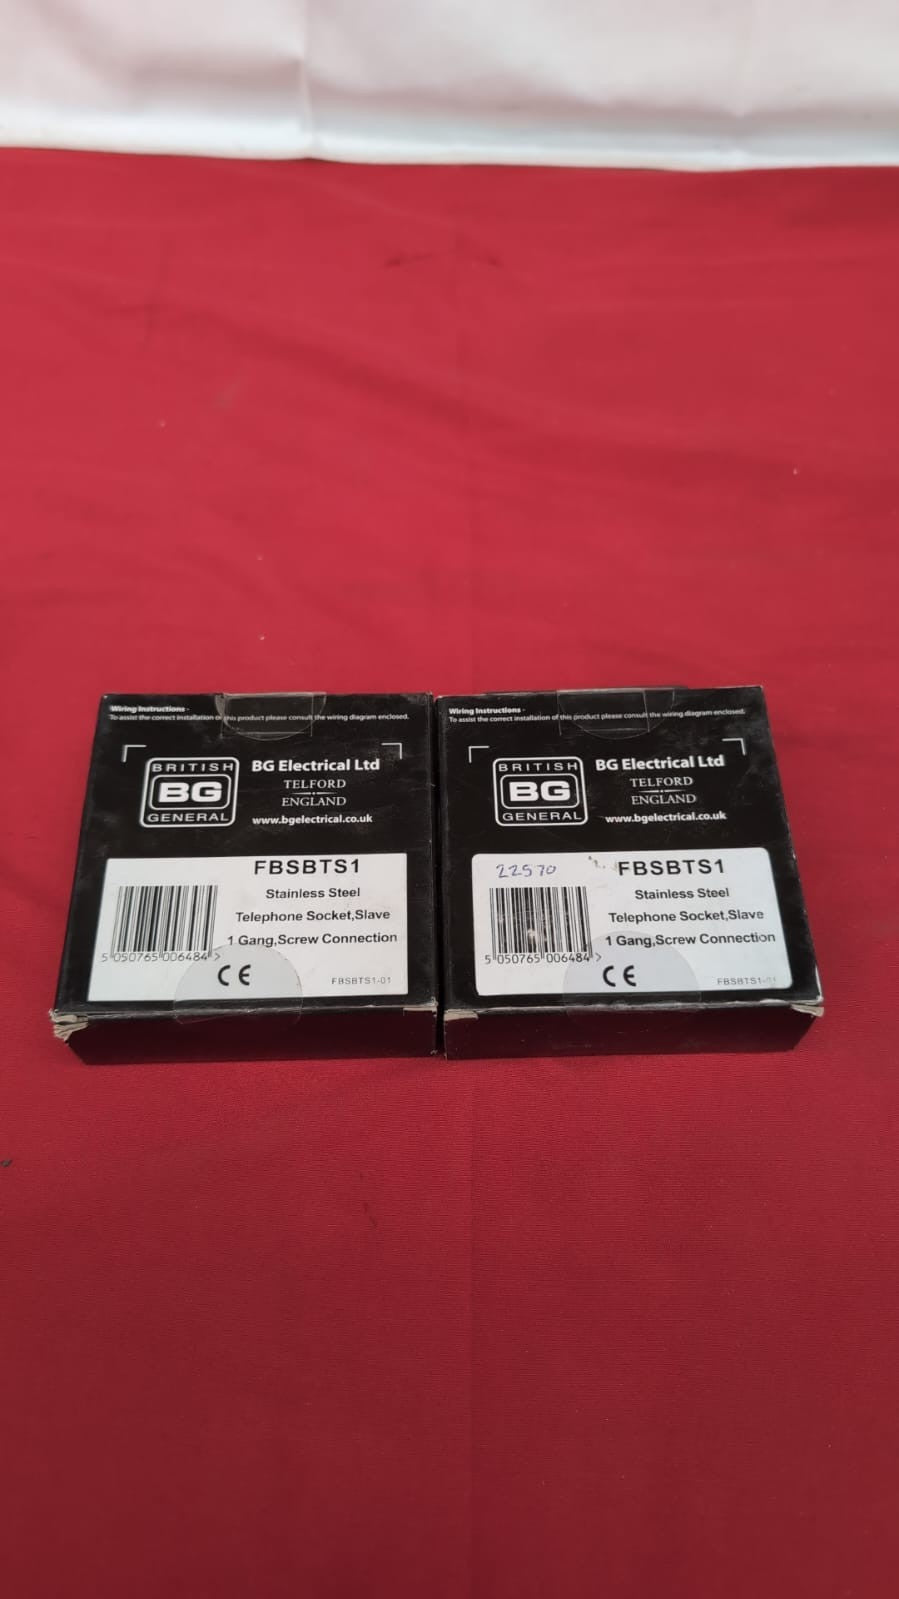 Wiring Instructions -
To assist the correct installation of this product please consult the wiring diagram enclosed.
BRITISH
BG
GENERAL
BG Electrical Ltd
TELFORD
ENGLAND
www.bgelectrical.co.uk
FBSBTS1
Stainless Steel
Telephone Socket,Slave
1 Gang,Screw Connection
5 050765 006484 >
CE
FBSBTS1-01
Wiring Instructions -
To assist the correct installation of this product please consult the wiring diagram enclosed.
BRITISH
BG
GENERAL
BG Electrical Ltd
TELFORD
ENGLAND
www.bgelectrical.co.uk
22570
FBSBTS1
Stainless Steel
Telephone Socket,Slave
1 Gang,Screw Connection
5 050765 006484 >
CE
FBSBTS1-01